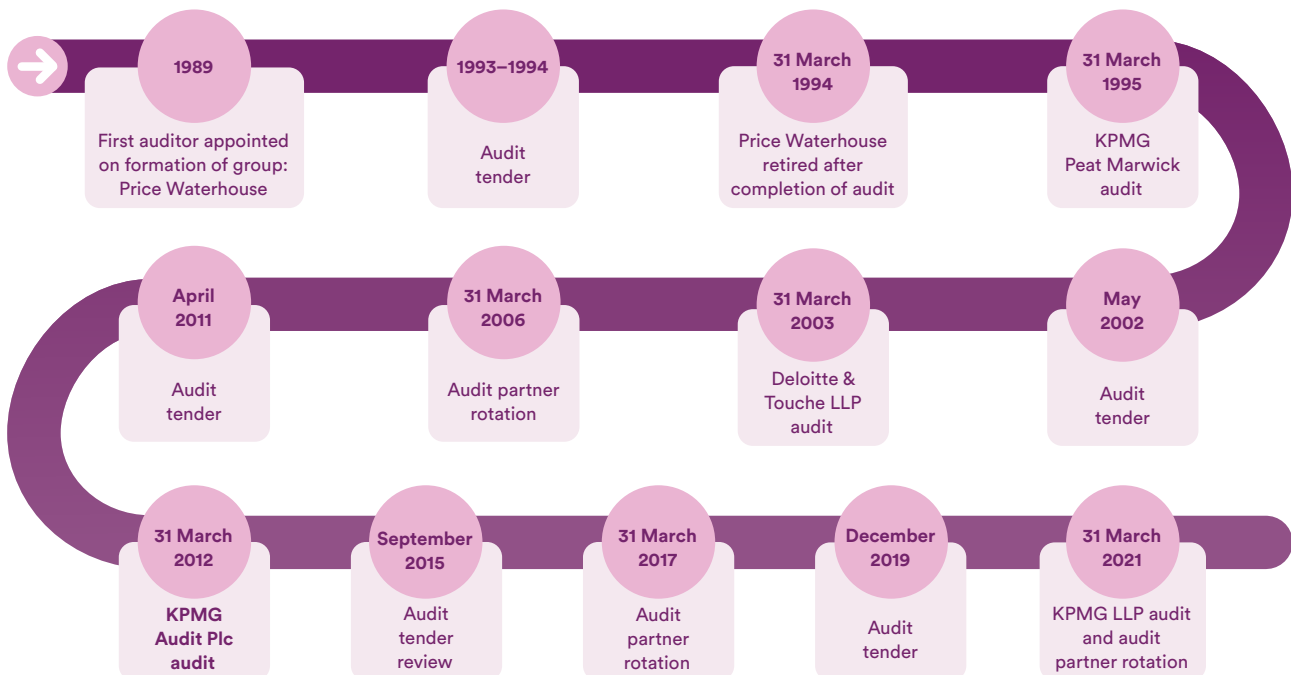 1989
First auditor appointed
on formation of group:
Price Waterhouse
1993–1994
Audit
tender
31 March
1994
Price Waterhouse
retired after
completion of audit
31 March
1995
KPMG
Peat Marwick
audit
May
2002
Audit
tender
31 March
2003
Deloitte &
Touche LLP
audit
31 March
2006
Audit partner
rotation
April
2011
Audit
tender
31 March
2012
KPMG
Audit Plc
audit
September
2015
Audit
tender
review
31 March
2017
Audit
partner
rotation
December
2019
Audit
tender
31 March
2021
KPMG LLP audit
and audit
partner rotation